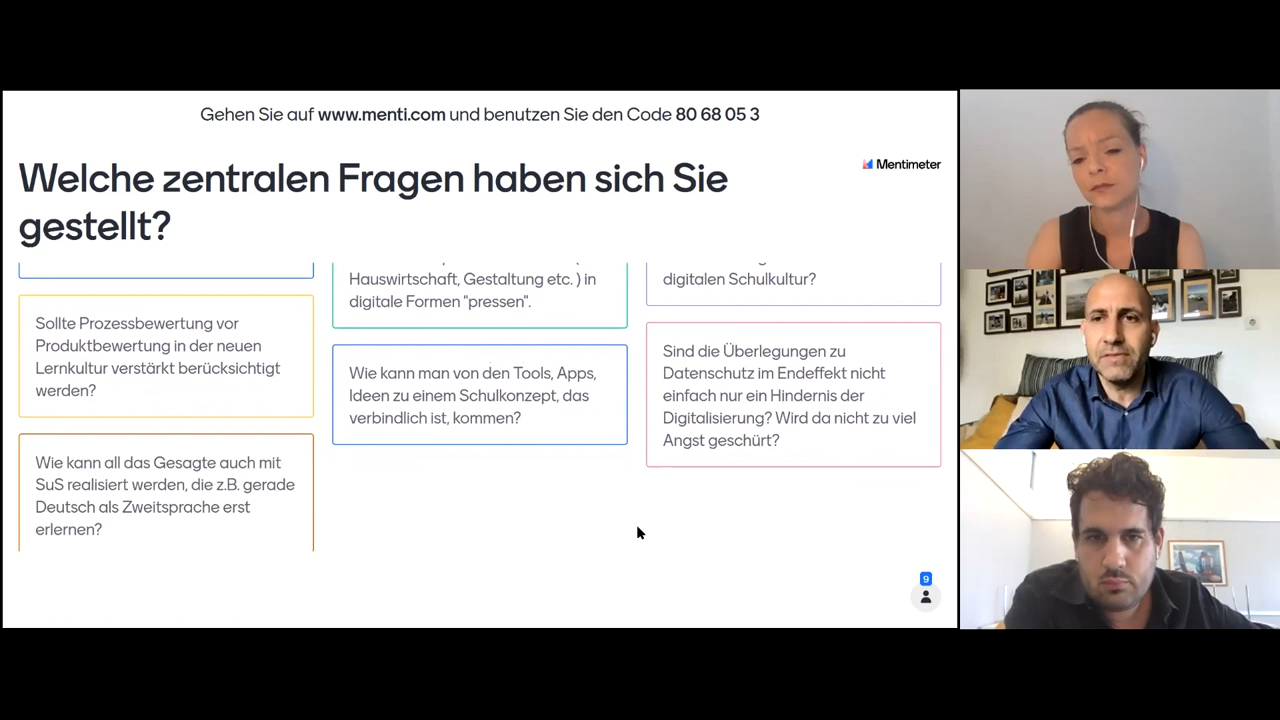 Gehen Sie auf www.menti.com und benutzen Sie den Code 80 68 05 3
Welche zentralen Fragen haben sich Sie
gestellt?
Mentimeter
Sollte Prozessbewertung vor
Produktbewertung in der neuen
Lernkultur verstärkt berücksichtigt
werden?
Wie kann all das Gesagte auch mit
SuS realisiert werden, die z.B. gerade
Deutsch als Zweitsprache erst
erlernen?
Hauswirtschaft, Gestaltung etc. ) in
digitale Formen "pressen".
Wie kann man von den Tools, Apps,
Ideen zu einem Schulkonzept, das
verbindlich ist, kommen?
digitalen Schulkultur?
Sind die Überlegungen zu
Datenschutz im Endeffekt nicht
einfach nur ein Hindernis der
Digitalisierung? Wird da nicht zu viel
Angst geschürt?
9